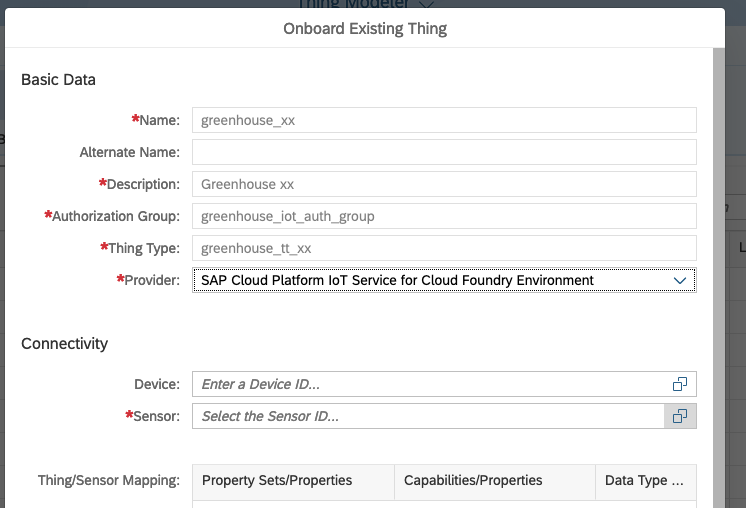 Thing Modeler
Onboard Existing Thing
Basic Data
*Name: greenhouse_xx
Alternate Name:
*Description: Greenhouse xx
*Authorization Group: greenhouse_iot_auth_group
*Thing Type: greenhouse_tt_xx
*Provider: SAP Cloud Platform IoT Service for Cloud Foundry Environment
Connectivity
Device: Enter a Device ID...
*Sensor: Select the Sensor ID...
Thing/Sensor Mapping: Property Sets/Properties Capabilities/Properties Data Type ...